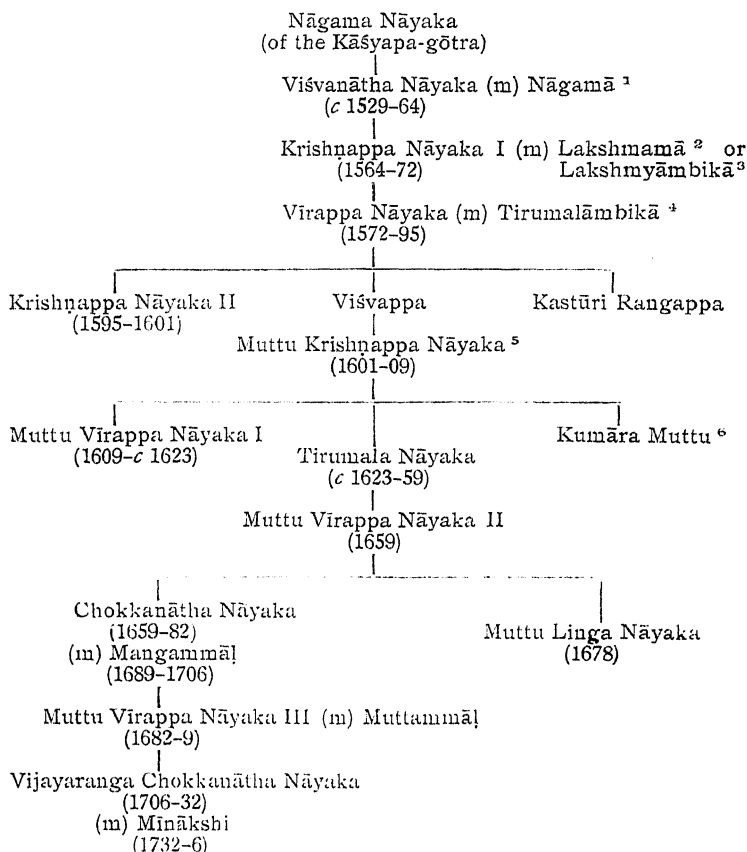 Nāgama Nāyaka
(of the Kāśyapa-gōtra)
Viśvanātha Nāyaka (m) Nāgamā ¹
(c 1529–64)
Krishṇappa Nāyaka I (m) Lakshmamā ² or
(1564–72) Lakshmyāmbikā ³
Vīrappa Nāyaka (m) Tirumalāmbikā ⁴
(1572–95)
Krishṇappa Nāyaka II Viśvappa Kastūri Rangappa
(1595–1601)
Muttu Krishṇappa Nāyaka ⁵
(1601–09)
Muttu Vīrappa Nāyaka I Kumāra Muttu ⁶
(1609–c 1623) Tirumala Nāyaka
(c 1623–59)
Muttu Vīrappa Nāyaka II
(1659)
Chokkanātha Nāyaka
(1659–82) Muttu Linga Nāyaka
(m) Mangammāḷ (1678)
(1689–1706)
Muttu Vīrappa Nāyaka III (m) Muttammāḷ
(1682–9)
Vijayaranga Chokkanātha Nāyaka
(1706–32)
(m) Mīnākshi
(1732–6)